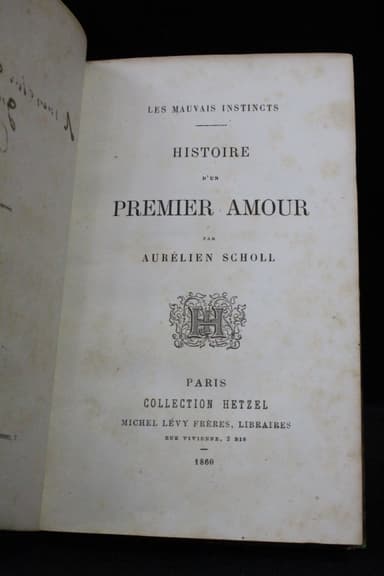 LES MAUVAIS INSTINCTS
HISTOIRE
D'UN
PREMIER AMOUR
PAR
AURÉLIEN SCHOLL
H
PARIS
COLLECTION HETZEL
MICHEL LÉVY FRÈRES, LIBRAIRES
RUE VIVIENNE, 2 BIS
1860